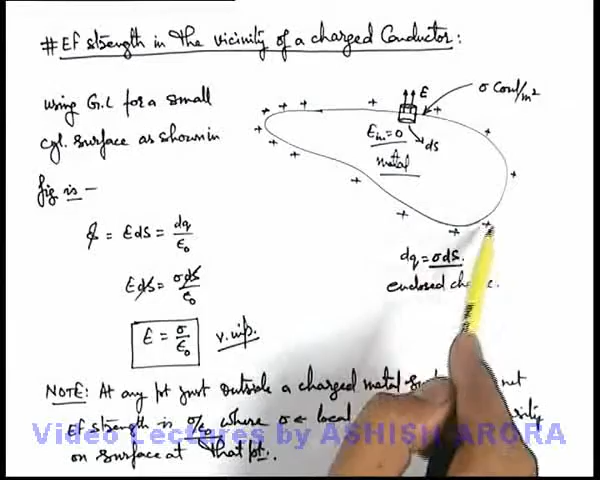 # EF strength in the vicinity of a charged Conductor:
using G.L for a small
cyl. surface as shown in
fig is –
ϕ = EdS = dq/ε₀
EdS = σdS/ε₀
E = σ/ε₀ v. imp.
σ Coul/m²
E
dS
Ein = 0
metal
dq = σdS.
enclosed
NOTE: At any pt just outside a charged metal net
EF strength is σ/ε₀ where σ ← local
on surface at that pt.
Video Lectures by ASHISH ARORA